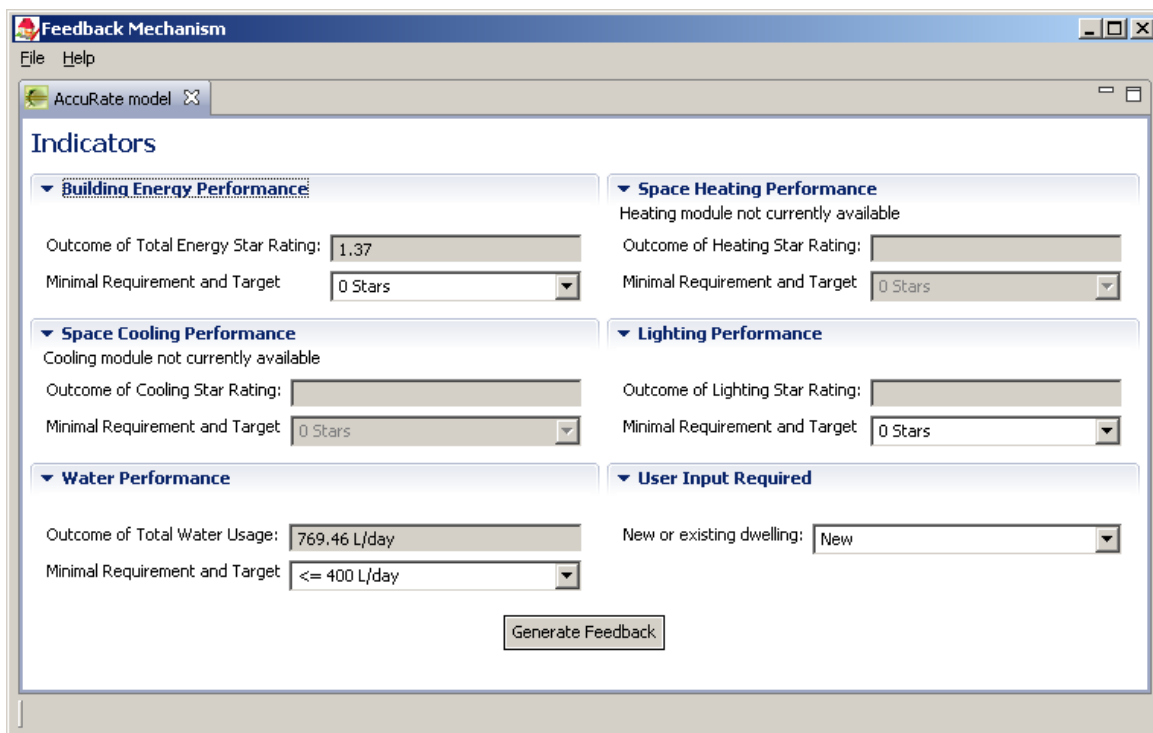 Feedback Mechanism
File Help
AccuRate model
Indicators
Building Energy Performance
Outcome of Total Energy Star Rating: 1.37
Minimal Requirement and Target 0 Stars
Space Heating Performance
Heating module not currently available
Outcome of Heating Star Rating:
Minimal Requirement and Target 0 Stars
Space Cooling Performance
Cooling module not currently available
Outcome of Cooling Star Rating:
Minimal Requirement and Target 0 Stars
Lighting Performance
Outcome of Lighting Star Rating:
Minimal Requirement and Target 0 Stars
Water Performance
Outcome of Total Water Usage: 769.46 L/day
Minimal Requirement and Target <= 400 L/day
User Input Required
New or existing dwelling: New
Generate Feedback